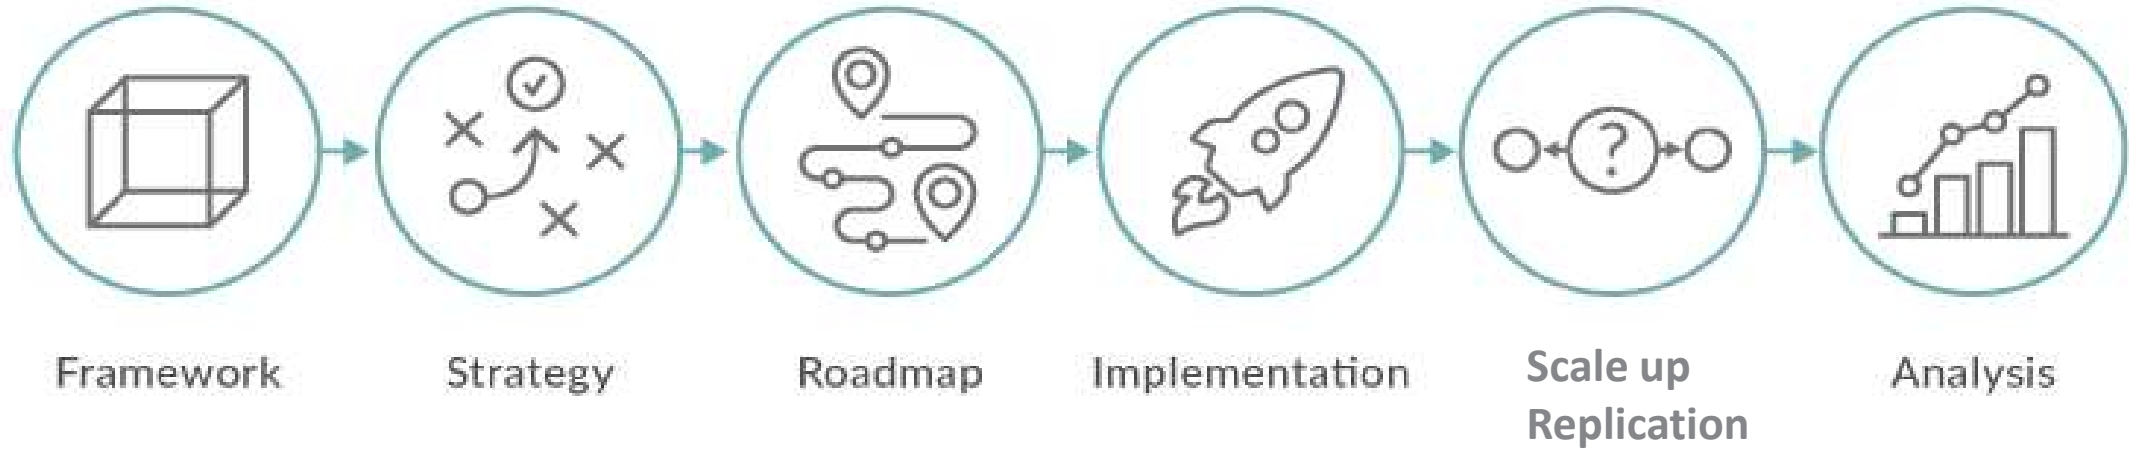 ?
Framework
Strategy
Roadmap
Implementation
Scale up
Replication
Analysis